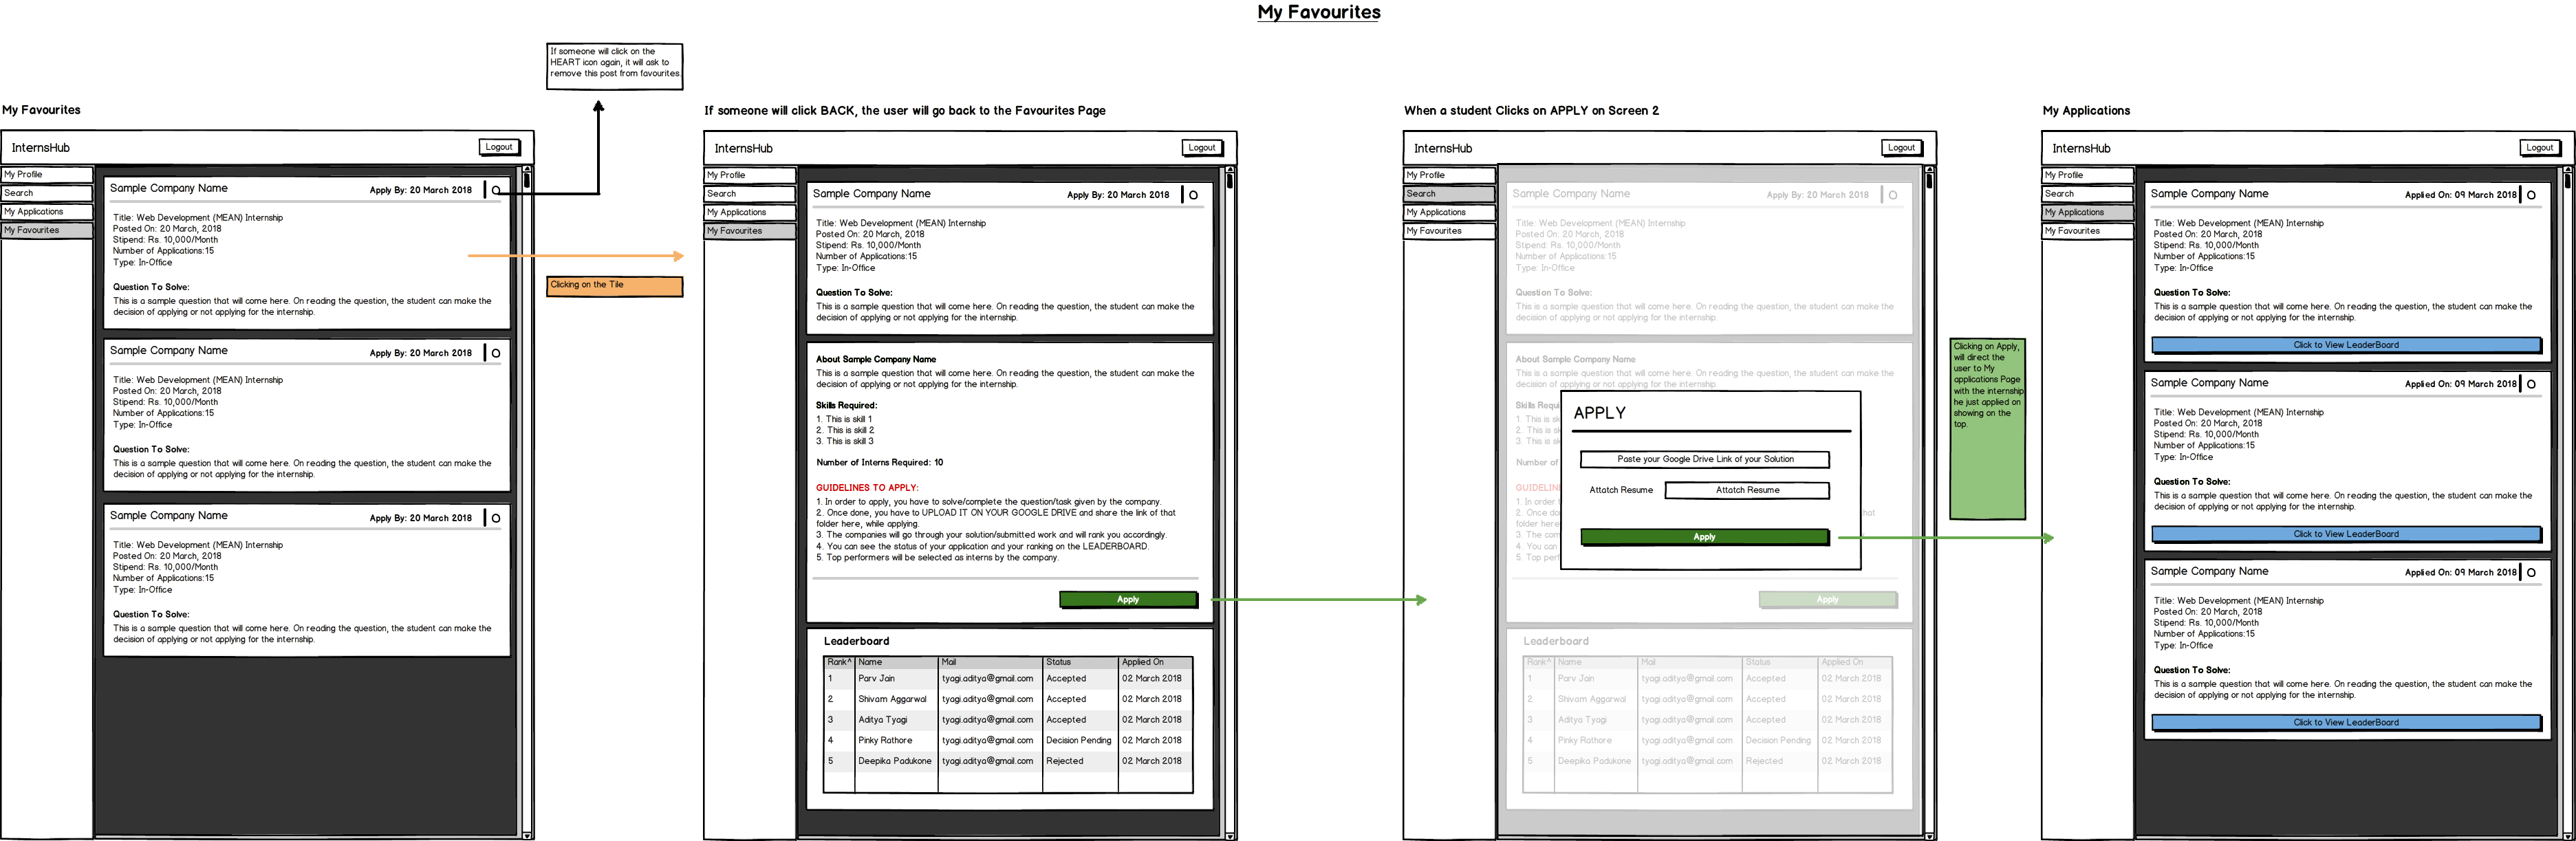 My Favourites
If someone will click on the
HEART icon again, it will ask to
remove this post from favourites.
My Favourites
InternsHub
Logout
My Profile
Search
My Applications
My Favourites
Sample Company Name
Apply By: 20 March 2018
O
Title: Web Development (MEAN) Internship
Posted On: 20 March, 2018
Stipend: Rs. 10,000/Month
Number of Applications:15
Type: In-Office
Question To Solve:
This is a sample question that will come here. On reading the question, the student can make the
decision of applying or not applying for the internship.
Sample Company Name
Apply By: 20 March 2018
O
Title: Web Development (MEAN) Internship
Posted On: 20 March, 2018
Stipend: Rs. 10,000/Month
Number of Applications:15
Type: In-Office
Question To Solve:
This is a sample question that will come here. On reading the question, the student can make the
decision of applying or not applying for the internship.
Sample Company Name
Apply By: 20 March 2018
O
Title: Web Development (MEAN) Internship
Posted On: 20 March, 2018
Stipend: Rs. 10,000/Month
Number of Applications:15
Type: In-Office
Question To Solve:
This is a sample question that will come here. On reading the question, the student can make the
decision of applying or not applying for the internship.
Clicking on the Tile
If someone will click BACK, the user will go back to the Favourites Page
InternsHub
Logout
My Profile
Search
My Applications
My Favourites
Sample Company Name
Apply By: 20 March 2018
O
Title: Web Development (MEAN) Internship
Posted On: 20 March, 2018
Stipend: Rs. 10,000/Month
Number of Applications:15
Type: In-Office
Question To Solve:
This is a sample question that will come here. On reading the question, the student can make the
decision of applying or not applying for the internship.
About Sample Company Name
This is a sample question that will come here. On reading the question, the student can make the
decision of applying or not applying for the internship.
Skills Required:
1. This is skill 1
2. This is skill 2
3. This is skill 3
Number of Interns Required: 10
GUIDELINES TO APPLY:
1. In order to apply, you have to solve/complete the question/task given by the company.
2. Once done, you have to UPLOAD IT ON YOUR GOOGLE DRIVE and share the link of that
folder here, while applying.
3. The companies will go through your solution/submitted work and will rank you accordingly.
4. You can see the status of your application and your ranking on the LEADERBOARD.
5. Top performers will be selected as interns by the company.
Apply
Leaderboard
Rank^ Name Mail Status Applied On
1 Parv Jain tyagi.aditya@gmail.com Accepted 02 March 2018
2 Shivam Aggarwal tyagi.aditya@gmail.com Accepted 02 March 2018
3 Aditya Tyagi tyagi.aditya@gmail.com Accepted 02 March 2018
4 Pinky Rathore tyagi.aditya@gmail.com Decision Pending 02 March 2018
5 Deepika Padukone tyagi.aditya@gmail.com Rejected 02 March 2018
When a student Clicks on APPLY on Screen 2
InternsHub
Logout
My Profile
Search
My Applications
My Favourites
Sample Company Name
Apply By: 20 March 2018
O
Title: Web Development (MEAN) Internship
Posted On: 20 March, 2018
Stipend: Rs. 10,000/Month
Number of Applications:15
Type: In-Office
Question To Solve:
This is a sample question that will come here. On reading the question, the student can make the
decision of applying or not applying for the internship.
About Sample Company Name
This is a sample question that will come here. On reading the question, the student can make the
decision of applying or not applying for the internship.
Skills Requi
1. This is sk
2. This is sk
3. This is sk
Number of
GUIDELIN
1. In order
2. Once do hat
folder here
3. The com
4. You can
5. Top perf
APPLY
Paste your Google Drive Link of your Solution
Attatch Resume
Attatch Resume
Apply
Apply
Leaderboard
Rank^ Name Mail Status Applied On
1 Parv Jain tyagi.aditya@gmail.com Accepted 02 March 2018
2 Shivam Aggarwal tyagi.aditya@gmail.com Accepted 02 March 2018
3 Aditya Tyagi tyagi.aditya@gmail.com Accepted 02 March 2018
4 Pinky Rathore tyagi.aditya@gmail.com Decision Pending 02 March 2018
5 Deepika Padukone tyagi.aditya@gmail.com Rejected 02 March 2018
Clicking on Apply,
will direct the
user to My
applications Page
with the internship
he just applied on
showing on the
top.
My Applications
InternsHub
Logout
My Profile
Search
My Applications
My Favourites
Sample Company Name
Applied On: 09 March 2018
O
Title: Web Development (MEAN) Internship
Posted On: 20 March, 2018
Stipend: Rs. 10,000/Month
Number of Applications:15
Type: In-Office
Question To Solve:
This is a sample question that will come here. On reading the question, the student can make the
decision of applying or not applying for the internship.
Click to View LeaderBoard
Sample Company Name
Applied On: 09 March 2018
O
Title: Web Development (MEAN) Internship
Posted On: 20 March, 2018
Stipend: Rs. 10,000/Month
Number of Applications:15
Type: In-Office
Question To Solve:
This is a sample question that will come here. On reading the question, the student can make the
decision of applying or not applying for the internship.
Click to View LeaderBoard
Sample Company Name
Applied On: 09 March 2018
O
Title: Web Development (MEAN) Internship
Posted On: 20 March, 2018
Stipend: Rs. 10,000/Month
Number of Applications:15
Type: In-Office
Question To Solve:
This is a sample question that will come here. On reading the question, the student can make the
decision of applying or not applying for the internship.
Click to View LeaderBoard